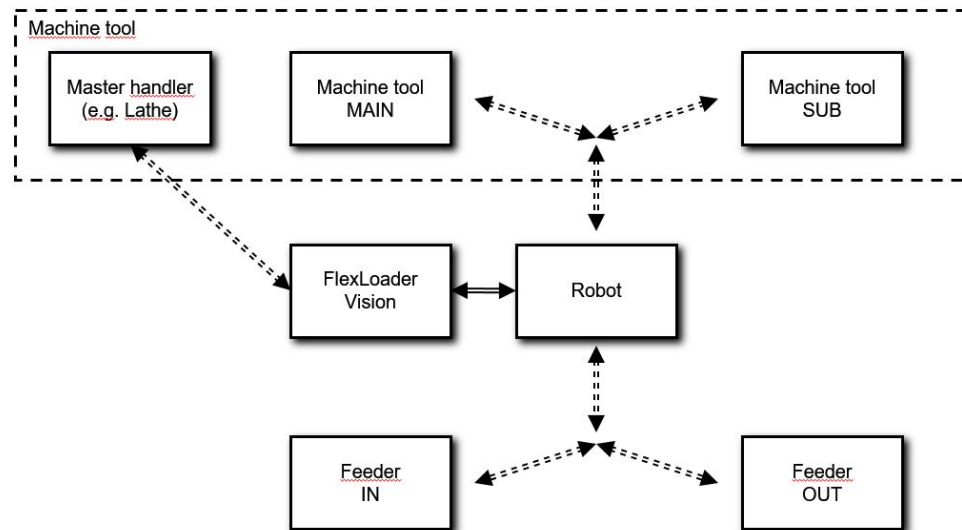 Machine tool
Master handler
(e.g. Lathe)
Machine tool
MAIN
Machine tool
SUB
FlexLoader
Vision
Robot
Feeder
IN
Feeder
OUT